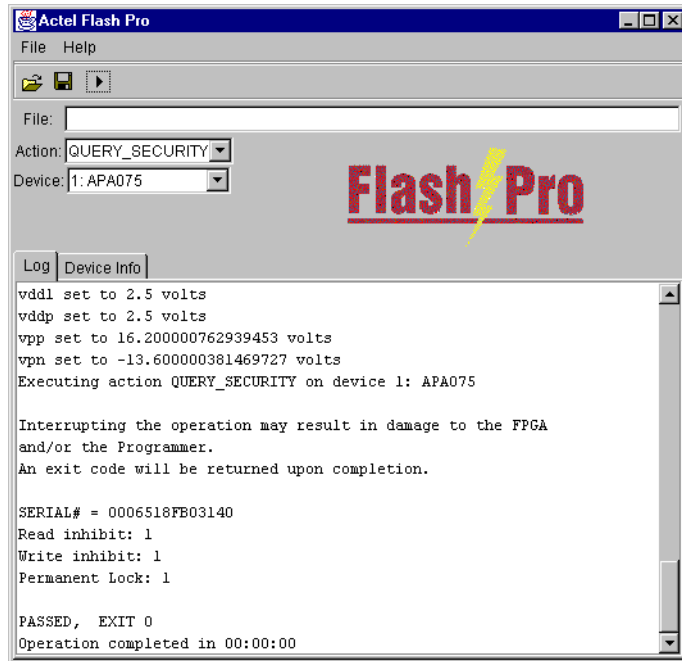 Actel Flash Pro
File Help
File:
Action: QUERY_SECURITY
Device: 1: APA075
Flash Pro
Log Device Info
vddl set to 2.5 volts
vddp set to 2.5 volts
vpp set to 16.200000762939453 volts
vpn set to -13.600000381469727 volts
Executing action QUERY_SECURITY on device 1: APA075
Interrupting the operation may result in damage to the FPGA
and/or the Programmer.
An exit code will be returned upon completion.
SERIAL# = 0006518FB03140
Read inhibit: 1
Write inhibit: 1
Permanent Lock: 1
PASSED, EXIT 0
Operation completed in 00:00:00